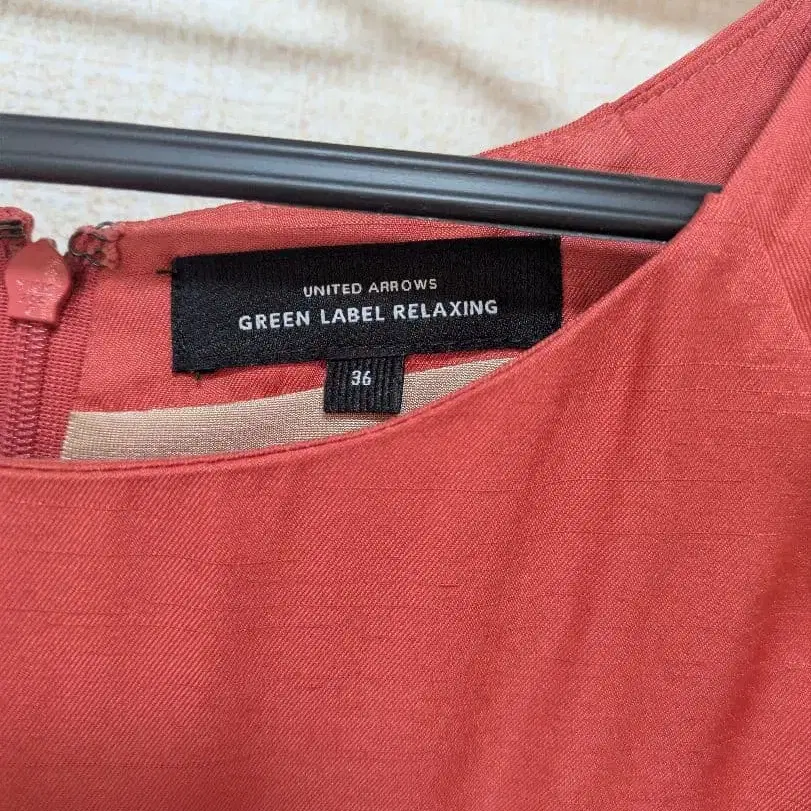 UNITED ARROWS
GREEN LABEL RELAXING
36